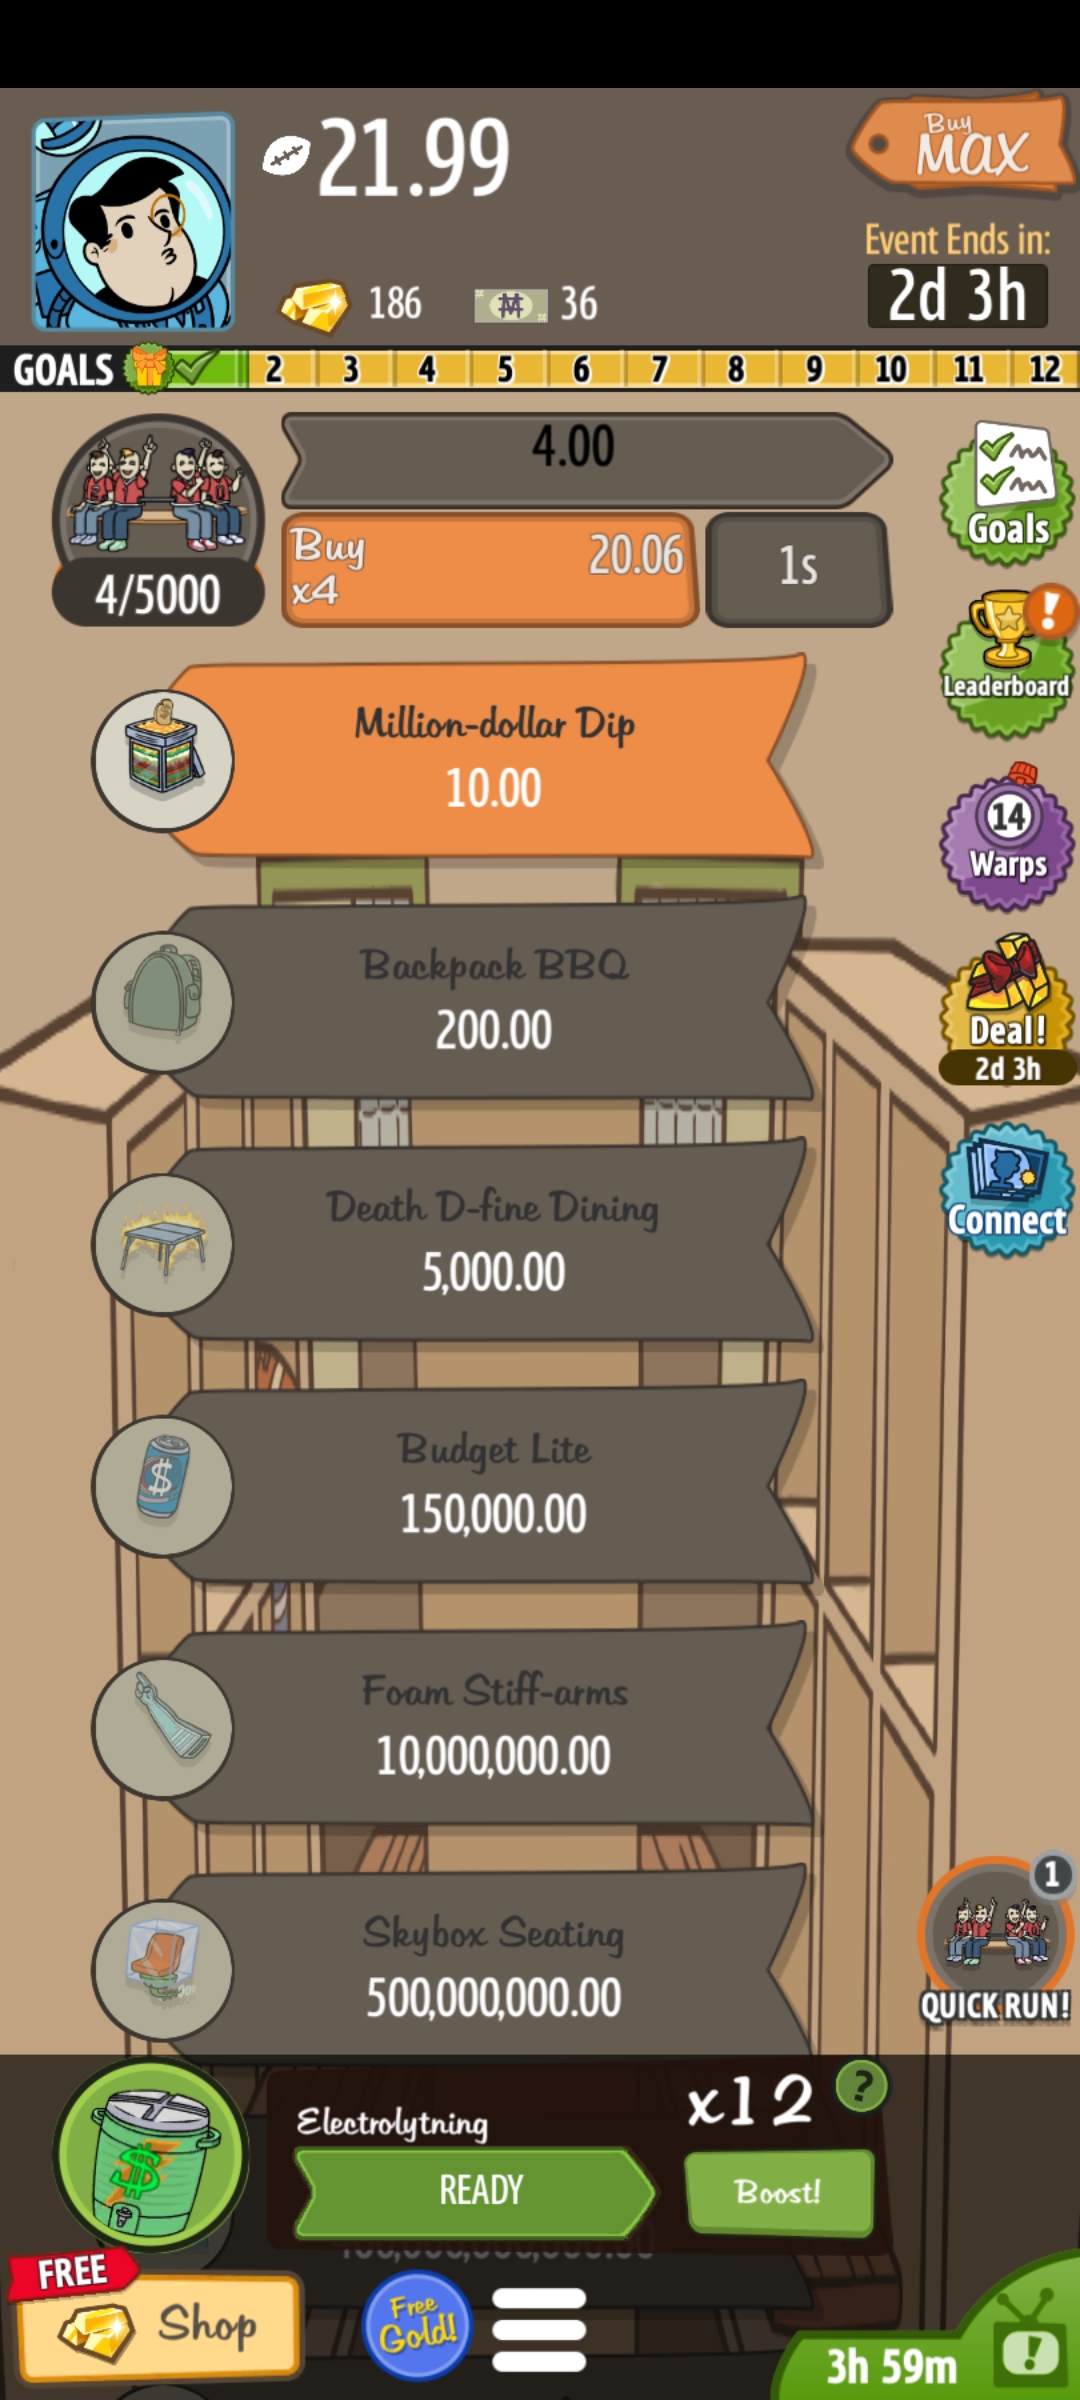 21.99
Buy
MAX
Event Ends in:
2d 3h
186
36
GOALS 2 3 4 5 6 7 8 9 10 11 12
4.00
Buy
x4
20.06
1s
4/5000
Goals
Leaderboard
14
Warps
Deal!
2d 3h
Connect
Million-dollar Dip
10.00
Backpack BBQ
200.00
Death D-fine Dining
5,000.00
Budget Lite
150,000.00
Foam Stiff-arms
10,000,000.00
Skybox Seating
500,000,000.00
1
QUICK RUN!
Electrolytning
x12
?
READY
Boost!
FREE
Shop
Free
Gold!
3h 59m